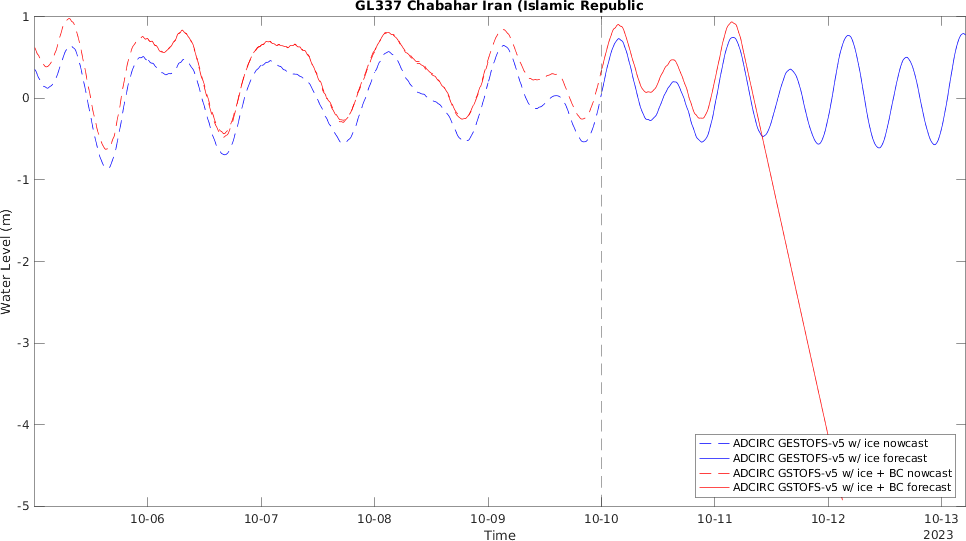 GL337 Chabahar Iran (Islamic Republic
1
0
-1
-2
-3
-4
-5
Water Level (m)
ADCIRC GESTOFS-v5 w/ ice nowcast
ADCIRC GESTOFS-v5 w/ ice forecast
ADCIRC GSTOFS-v5 w/ ice + BC nowcast
ADCIRC GSTOFS-v5 w/ ice + BC forecast
10-06 10-07 10-08 10-09 10-10 10-11 10-12 10-13
Time
2023